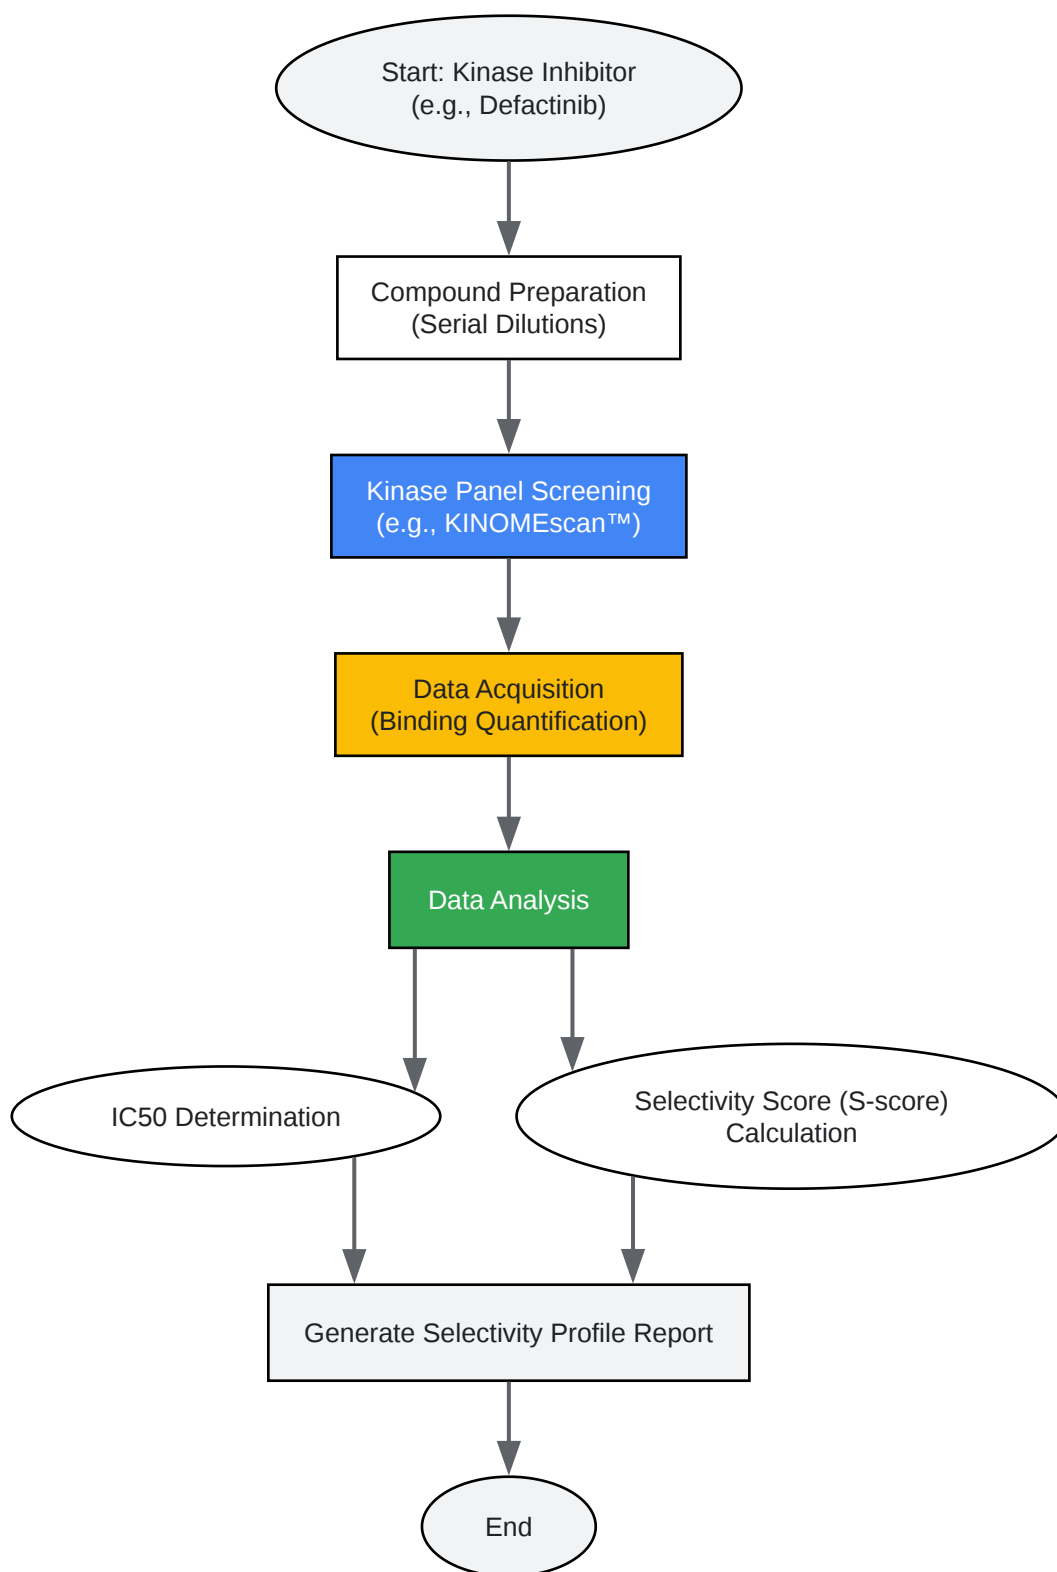 Start: Kinase Inhibitor
(e.g., Defactinib)
Compound Preparation
(Serial Dilutions)
Kinase Panel Screening
(e.g., KINOMEscan™)
Data Acquisition
(Binding Quantification)
Data Analysis
IC50 Determination
Selectivity Score (S-score)
Calculation
Generate Selectivity Profile Report
End